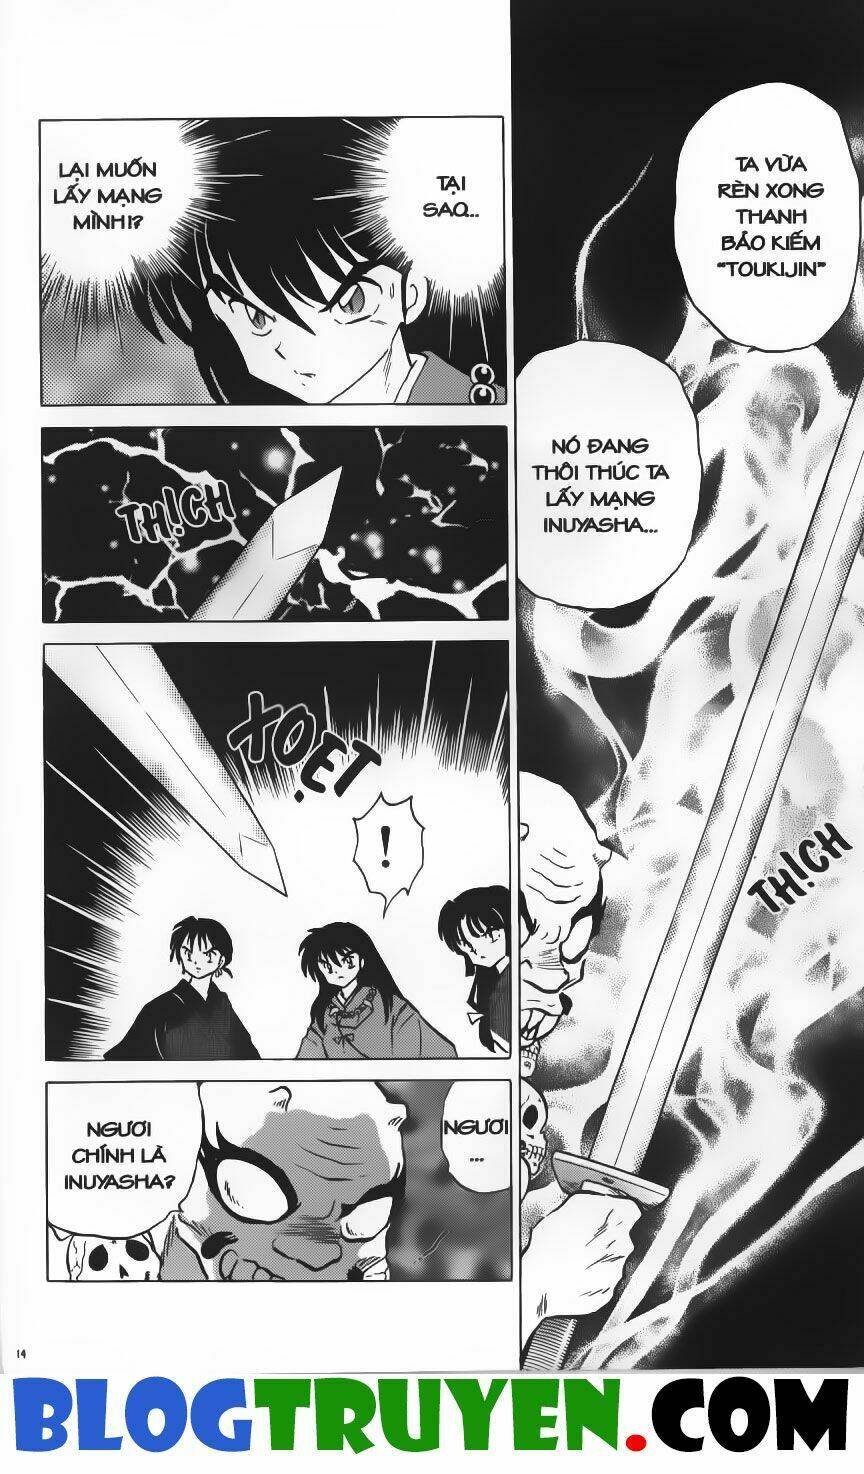 TA VỪA
RÈN XONG
THANH
BẢO KIẾM
"TOUKIJIN"
NÓ ĐANG
THÔI THÚC TA
LẤY MẠNG
INUYASHA...
THỊCH
TẠI
SAO...
LẠI MUỐN
LẤY MẠNG
MÌNH!?
THỊCH
XOẸT
!
NGƯƠI
...
NGƯƠI
CHÍNH LÀ
INUYASHA?
14
BLOGTRUYEN.COM